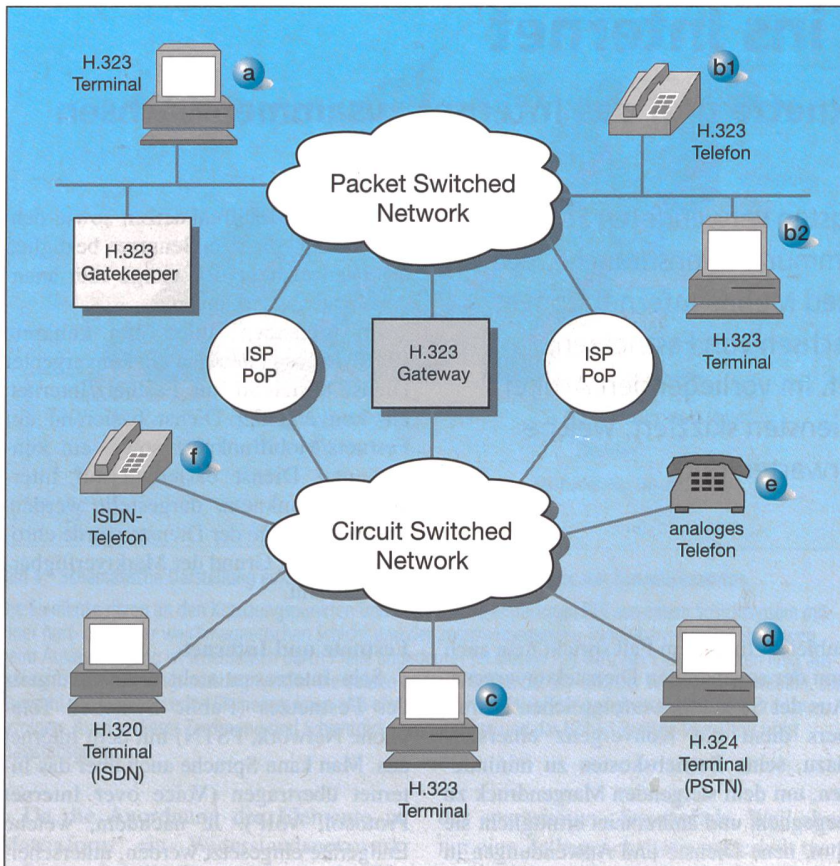 H.323
Terminal
a
b1
H.323
Telefon
Packet Switched
Network
H.323
Gatekeeper
b2
H.323
Terminal
ISP
PoP
H.323
Gateway
ISP
PoP
f
ISDN-
Telefon
e
analoges
Telefon
Circuit Switched
Network
d
H.320
Terminal
(ISDN)
c
H.323
Terminal
H.324
Terminal
(PSTN)